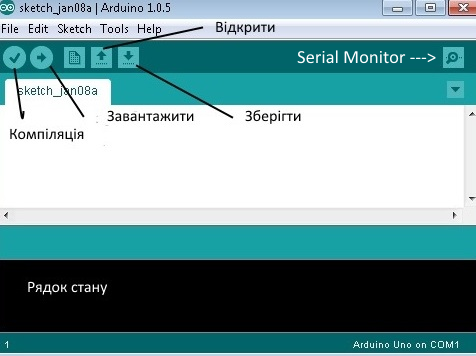 sketch_jan08a | Arduino 1.0.5
File Edit Sketch Tools Help
Відкрити
Serial Monitor --->
sketch_jan08a
Завантажити
Зберігти
Компіляція
Рядок стану
1
Arduino Uno on COM1